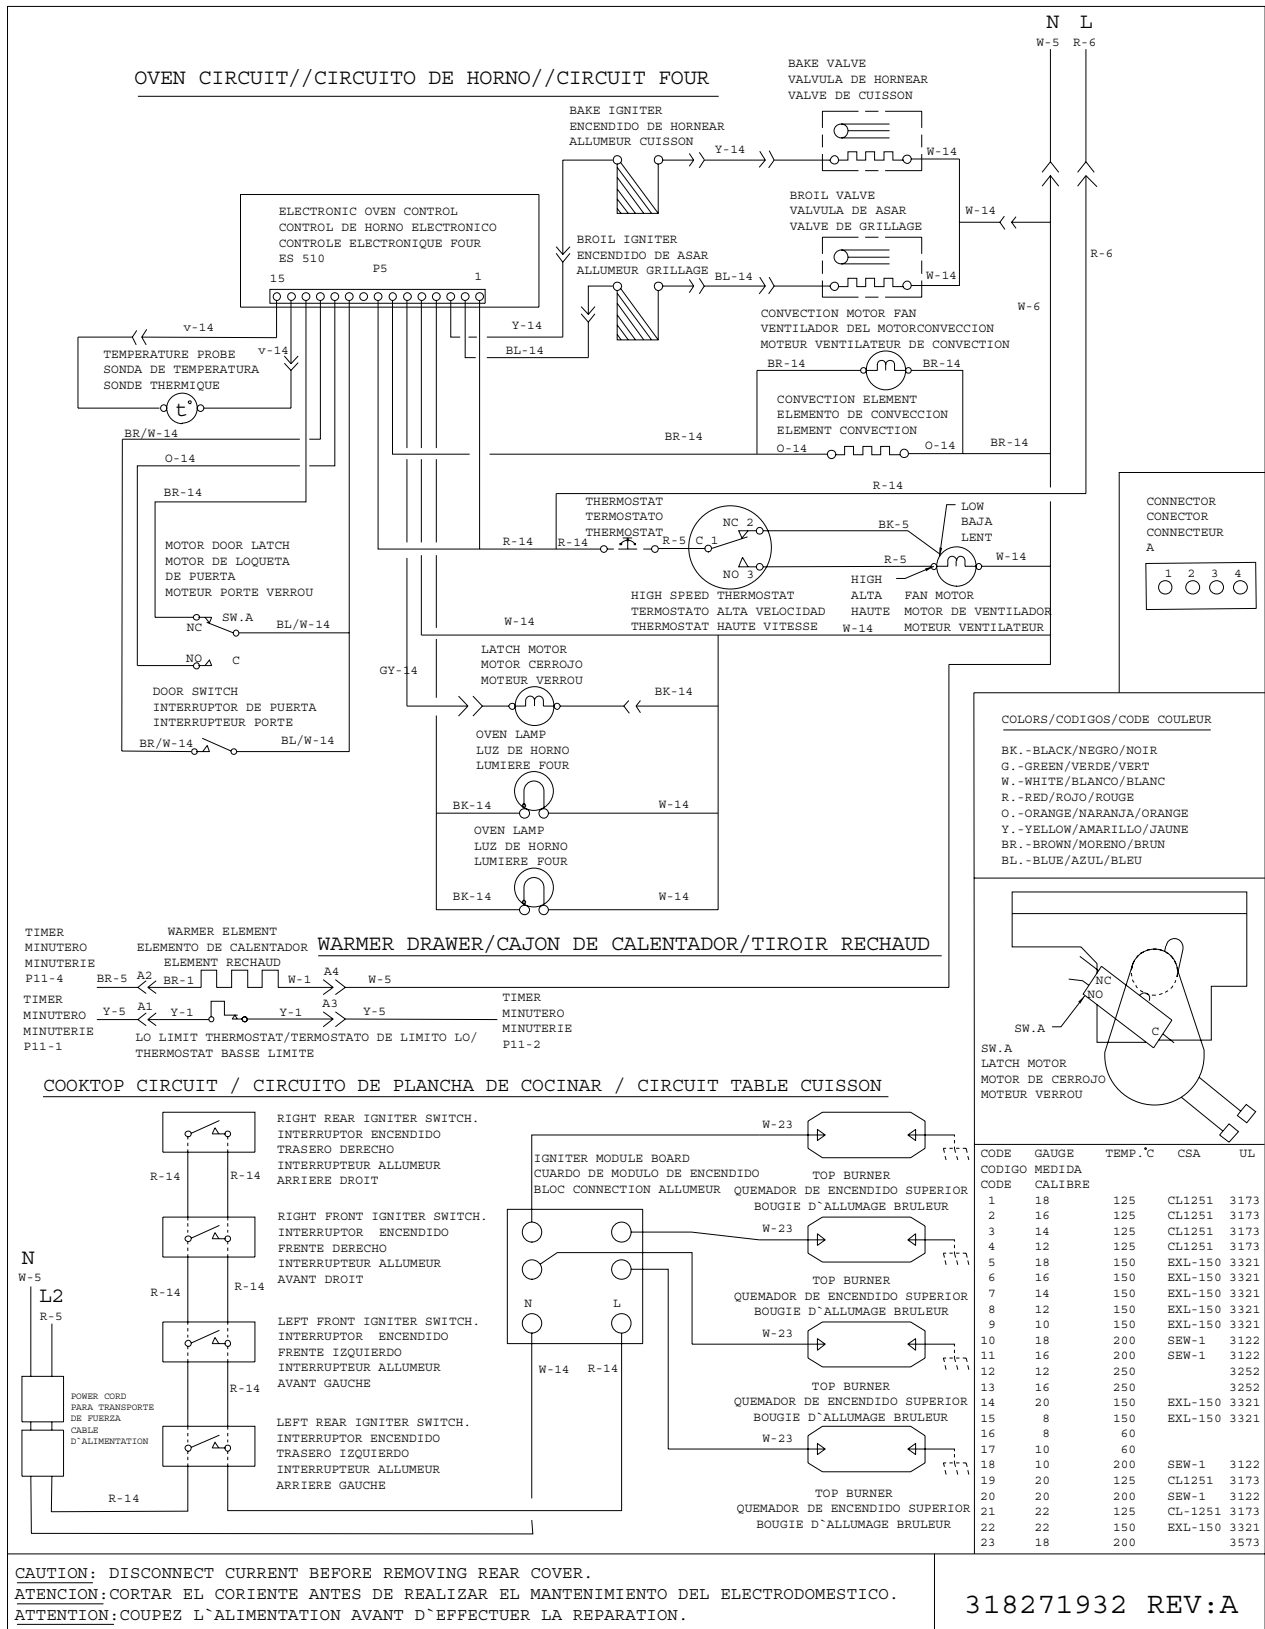 N L
W-5 R-6
OVEN CIRCUIT//CIRCUITO DE HORNO//CIRCUIT FOUR
BAKE VALVE
VALVULA DE HORNEAR
VALVE DE CUISSON
BAKE IGNITER
ENCENDIDO DE HORNEAR
ALLUMEUR CUISSON
Y-14
W-14
BROIL VALVE
VALVULA DE ASAR
VALVE DE GRILLAGE
W-14
ELECTRONIC OVEN CONTROL
CONTROL DE HORNO ELECTRONICO
CONTROLE ELECTRONIQUE FOUR
ES 510
P5
15 1
BROIL IGNITER
ENCENDIDO DE ASAR
ALLUMEUR GRILLAGE
BL-14
W-14
R-6
W-6
CONVECTION MOTOR FAN
VENTILADOR DEL MOTORCONVECCION
MOTEUR VENTILATEUR DE CONVECTION
v-14
Y-14
v-14
BL-14
TEMPERATURE PROBE
SONDA DE TEMPERATURA
SONDE THERMIQUE
t°
BR-14 BR-14
CONVECTION ELEMENT
ELEMENTO DE CONVECCION
ELEMENT CONVECTION
BR/W-14
BR-14
O-14 O-14
BR-14
O-14
BR-14
R-14
THERMOSTAT
TERMOSTATO
THERMOSTAT
LOW
BAJA
LENT
NC 2
BK-5
R-14 R-14 R-5 C 1
R-5
W-14
NO 3
HIGH
ALTA
HAUTE
FAN MOTOR
MOTOR DE VENTILADOR
MOTEUR VENTILATEUR
HIGH SPEED THERMOSTAT
TERMOSTATO ALTA VELOCIDAD
THERMOSTAT HAUTE VITESSE
W-14
W-14
CONNECTOR
CONECTOR
CONNECTEUR
A
1 2 3 4
MOTOR DOOR LATCH
MOTOR DE LOQUETA
DE PUERTA
MOTEUR PORTE VERROU
SW.A
NC
BL/W-14
NO C
DOOR SWITCH
INTERRUPTOR DE PUERTA
INTERRUPTEUR PORTE
BR/W-14 BL/W-14
LATCH MOTOR
MOTOR CERROJO
MOTEUR VERROU
GY-14
BK-14
OVEN LAMP
LUZ DE HORNO
LUMIERE FOUR
BK-14 W-14
OVEN LAMP
LUZ DE HORNO
LUMIERE FOUR
BK-14 W-14
COLORS/CODIGOS/CODE COULEUR
BK.-BLACK/NEGRO/NOIR
G.-GREEN/VERDE/VERT
W.-WHITE/BLANCO/BLANC
R.-RED/ROJO/ROUGE
O.-ORANGE/NARANJA/ORANGE
Y.-YELLOW/AMARILLO/JAUNE
BR.-BROWN/MORENO/BRUN
BL.-BLUE/AZUL/BLEU
NC
NO
C
SW.A
SW.A
LATCH MOTOR
MOTOR DE CERROJO
MOTEUR VERROU
WARMER DRAWER/CAJON DE CALENTADOR/TIROIR RECHAUD
TIMER
MINUTERO
MINUTERIE
P11-4
WARMER ELEMENT
ELEMENTO DE CALENTADOR
ELEMENT RECHAUD
BR-5 A2 BR-1 W-1 A4 W-5
TIMER
MINUTERO
MINUTERIE
P11-1
Y-5 A1 Y-1 Y-1 A3 Y-5
TIMER
MINUTERO
MINUTERIE
P11-2
LO LIMIT THERMOSTAT/TERMOSTATO DE LIMITO LO/
THERMOSTAT BASSE LIMITE
COOKTOP CIRCUIT / CIRCUITO DE PLANCHA DE COCINAR / CIRCUIT TABLE CUISSON
RIGHT REAR IGNITER SWITCH.
INTERRUPTOR ENCENDIDO
TRASERO DERECHO
INTERRUPTEUR ALLUMEUR
ARRIERE DROIT
R-14 R-14
RIGHT FRONT IGNITER SWITCH.
INTERRUPTOR ENCENDIDO
FRENTE DERECHO
INTERRUPTEUR ALLUMEUR
AVANT DROIT
R-14 R-14
LEFT FRONT IGNITER SWITCH.
INTERRUPTOR ENCENDIDO
FRENTE IZQUIERDO
INTERRUPTEUR ALLUMEUR
AVANT GAUCHE
R-14
LEFT REAR IGNITER SWITCH.
INTERRUPTOR ENCENDIDO
TRASERO IZQUIERDO
INTERRUPTEUR ALLUMEUR
ARRIERE GAUCHE
N
W-5
L2
R-5
POWER CORD
PARA TRANSPORTE
DE FUERZA
CABLE
D`ALIMENTATION
R-14
IGNITER MODULE BOARD
CUARDO DE MODULO DE ENCENDIDO
BLOC CONNECTION ALLUMEUR
N L
W-14 R-14
W-23
TOP BURNER
QUEMADOR DE ENCENDIDO SUPERIOR
BOUGIE D`ALLUMAGE BRULEUR
W-23
TOP BURNER
QUEMADOR DE ENCENDIDO SUPERIOR
BOUGIE D`ALLUMAGE BRULEUR
W-23
TOP BURNER
QUEMADOR DE ENCENDIDO SUPERIOR
BOUGIE D`ALLUMAGE BRULEUR
W-23
TOP BURNER
QUEMADOR DE ENCENDIDO SUPERIOR
BOUGIE D`ALLUMAGE BRULEUR
CODE GAUGE TEMP.°C CSA UL
CODIGO MEDIDA
CODE CALIBRE
1 18 125 CL1251 3173
2 16 125 CL1251 3173
3 14 125 CL1251 3173
4 12 125 CL1251 3173
5 18 150 EXL-150 3321
6 16 150 EXL-150 3321
7 14 150 EXL-150 3321
8 12 150 EXL-150 3321
9 10 150 EXL-150 3321
10 18 200 SEW-1 3122
11 16 200 SEW-1 3122
12 12 250 3252
13 16 250 3252
14 20 150 EXL-150 3321
15 8 150 EXL-150 3321
16 8 60
17 10 60
18 10 200 SEW-1 3122
19 20 125 CL1251 3173
20 20 200 SEW-1 3122
21 22 125 CL-1251 3173
22 22 150 EXL-150 3321
23 18 200 3573
CAUTION: DISCONNECT CURRENT BEFORE REMOVING REAR COVER.
ATENCION:CORTAR EL CORIENTE ANTES DE REALIZAR EL MANTENIMIENTO DEL ELECTRODOMESTICO.
ATTENTION:COUPEZ L`ALIMENTATION AVANT D`EFFECTUER LA REPARATION.
318271932 REV:A